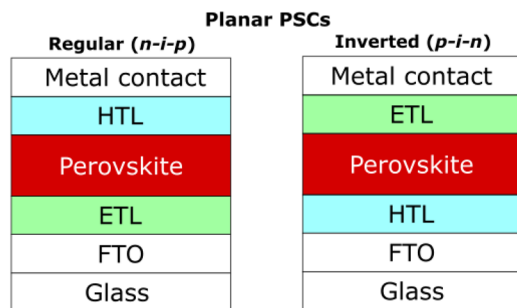 Planar PSCs
Regular (n-i-p)
Metal contact
HTL
Perovskite
ETL
FTO
Glass
Inverted (p-i-n)
Metal contact
ETL
Perovskite
HTL
FTO
Glass